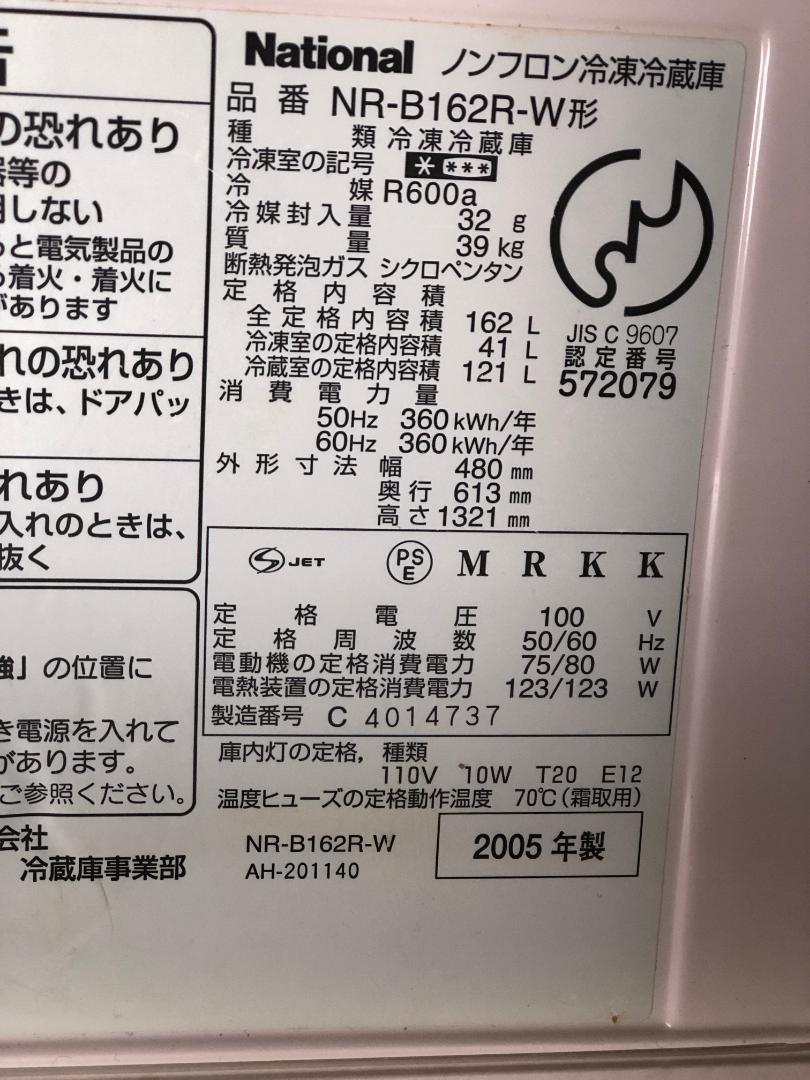 告
の恐れあり
器等の
用しない
ると電気製品の
着火・着火に
があります
れの恐れあり
きは、ドアパッ
れあり
入れのときは、
抜く
強」の位置に
き電源を入れて
があります。
ご参照ください。
会社
冷蔵庫事業部
National ノンフロン冷凍冷蔵庫
品番 NR-B162R-W形
種類 冷凍冷蔵庫
冷凍室の記号 * ***
冷媒 R600a
冷媒封入量 32 g
質量 39 kg
断熱発泡ガス シクロペンタン
定格内容積
全定格内容積 162 L
冷凍室の定格内容積 41 L
冷蔵室の定格内容積 121 L
消費電力量
50Hz 360 kWh/年
60Hz 360 kWh/年
外形寸法 幅 480 mm
奥行 613 mm
高さ 1321 mm
JIS C 9607
認定番号
572079
S JET PSE M R K K
定格電圧 100 V
定格周波数 50/60 Hz
電動機の定格消費電力 75/80 W
電熱装置の定格消費電力 123/123 W
製造番号 C 4014737
庫内灯の定格，種類
110V 10W T20 E12
温度ヒューズの定格動作温度 70℃(霜取用)
NR-B162R-W
AH-201140
2005 年製